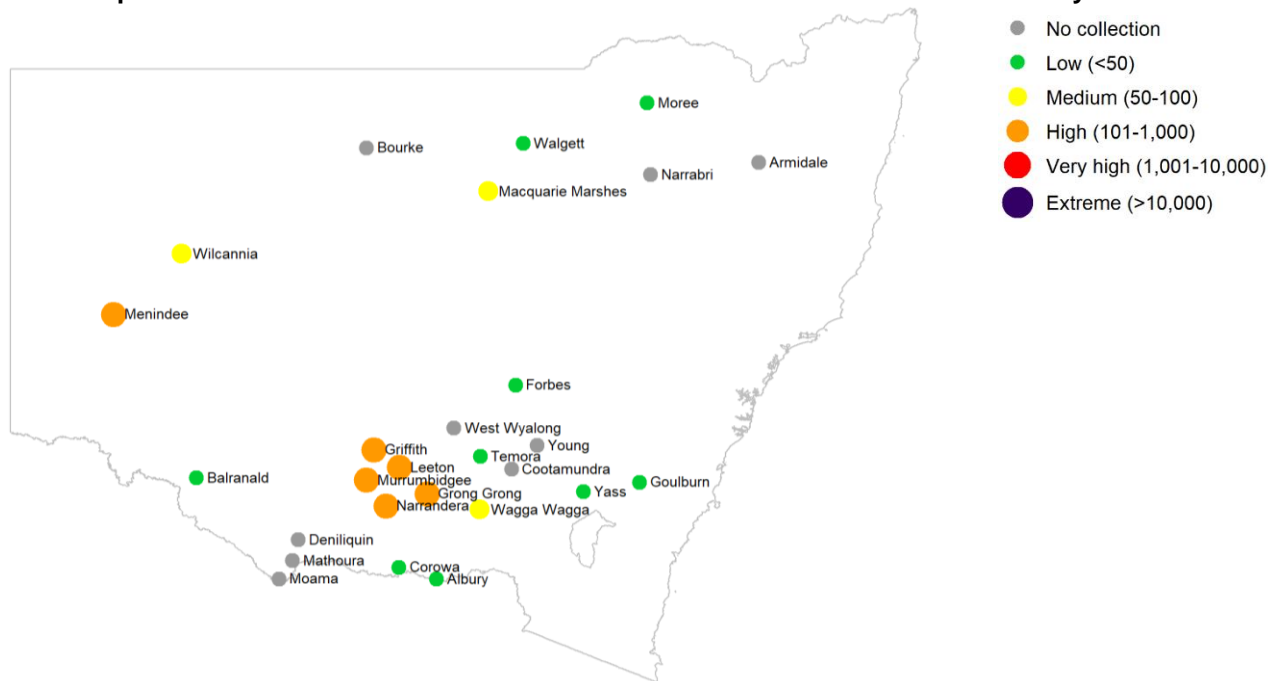 No collection
Low (<50)
Medium (50-100)
High (101-1,000)
Very high (1,001-10,000)
Extreme (>10,000)
Moree
Walgett
Bourke
Armidale
Narrabri
Macquarie Marshes
Wilcannia
Menindee
Forbes
West Wyalong
Young
Griffith
Temora
Leeton
Cootamundra
Balranald
Murrumbidgee
Goulburn
Yass
Grong Grong
Narrandera
Wagga Wagga
Deniliquin
Mathoura
Corowa
Moama
Albury